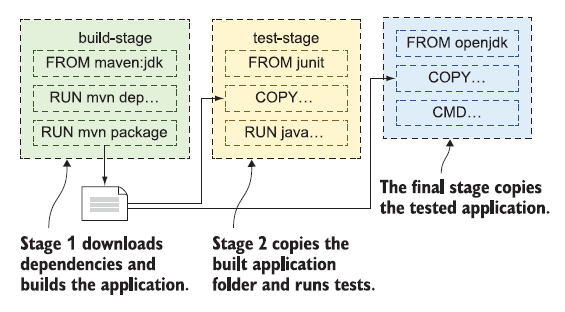 build-stage
FROM maven:jdk
RUN mvn dep…
RUN mvn package
test-stage
FROM junit
COPY…
RUN java…
FROM openjdk
COPY…
CMD…
Stage 1 downloads
dependencies and
builds the application.
Stage 2 copies the
built application
folder and runs tests.
The final stage copies
the tested application.